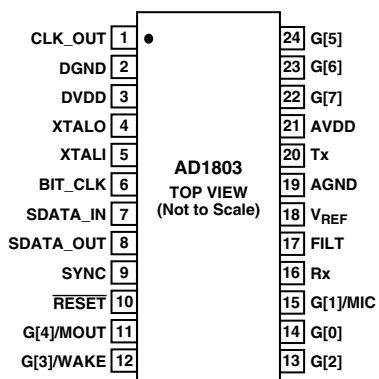 CLK_OUT 1 24 G[5]
DGND 2 23 G[6]
DVDD 3 22 G[7]
XTALO 4 21 AVDD
XTALI 5 20 Tx
AD1803
BIT_CLK 6 19 AGND
TOP VIEW
SDATA_IN 7 (Not to Scale) 18 VREF
SDATA_OUT 8 17 FILT
SYNC 9 16 Rx
RESET 10 15 G[1]/MIC
G[4]/MOUT 11 14 G[0]
G[3]/WAKE 12 13 G[2]